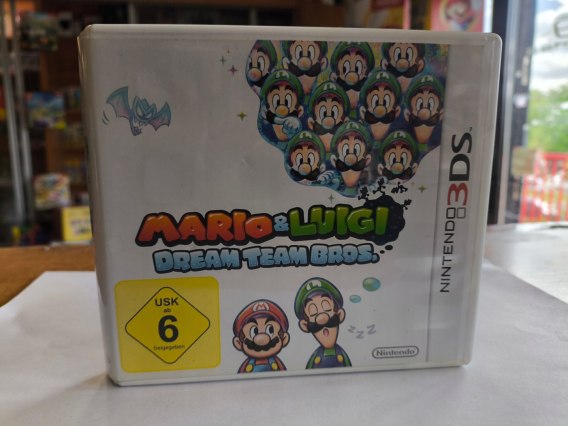 MARIO & LUIGI
DREAM TEAM BROS.
NINTENDO 3DS
USK
ab
6
freigegeben
Nintendo